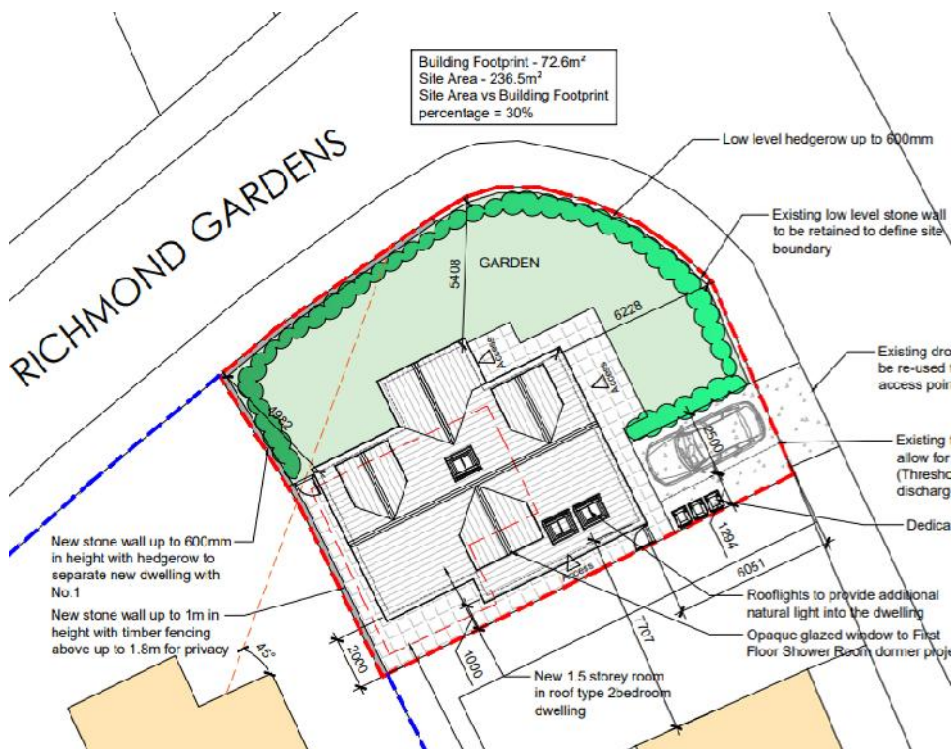 Building Footprint - 72.6m²
Site Area - 236.5m²
Site Area vs Building Footprint
percentage = 30%
RICHMOND GARDENS
Low level hedgerow up to 600mm
Existing low level stone wall
to be retained to define site
boundary
GARDEN
5408
6228
Existing dro
be re-used
access poin
Access
Access
4982
2500
Existing
allow for
(Thresho
discharg
Dedica
1294
6051
New stone wall up to 600mm
in height with hedgerow to
separate new dwelling with
No.1
Access
Rooflights to provide additional
natural light into the dwelling
New stone wall up to 1m in
height with timber fencing
above up to 1.8m for privacy
Opaque glazed window to First
Floor Shower Room dormer proje
45°
2000
1000
7707
New 1.5 storey room
in roof type 2bedroom
dwelling